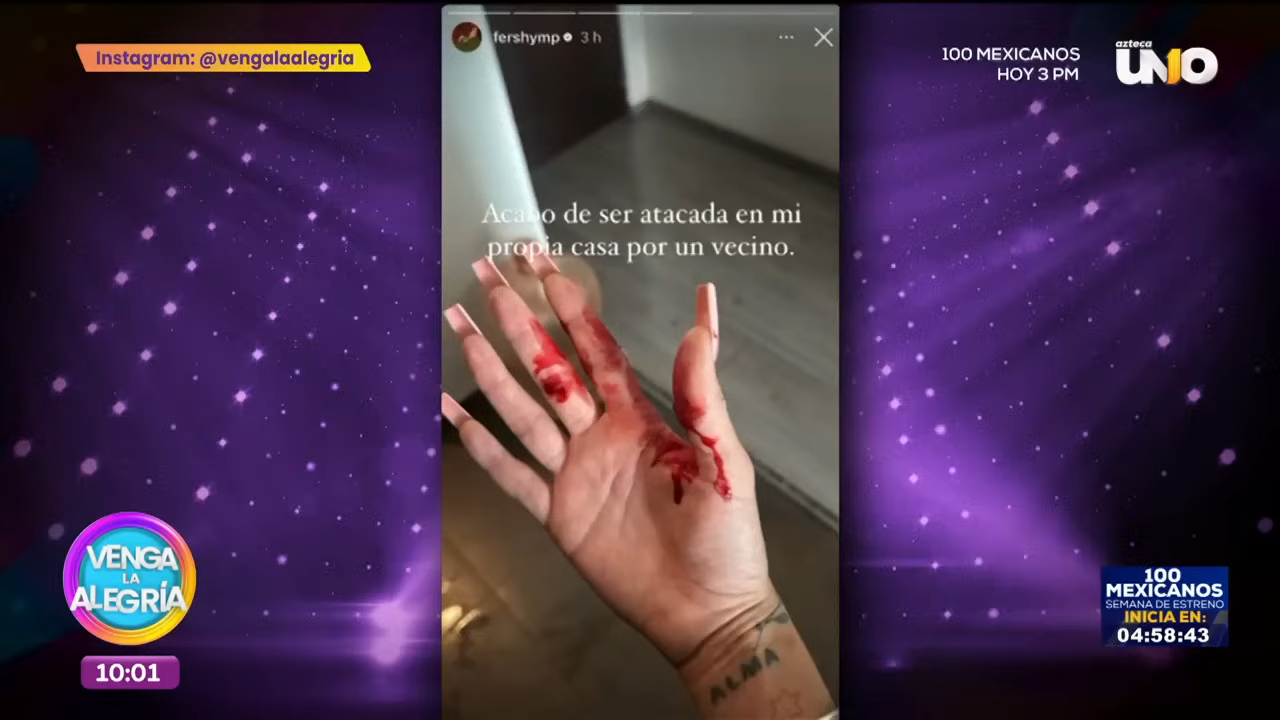 Instagram: @vengalaalegria
fershymp 3 h
100 MEXICANOS
HOY 3 PM
azteca
UNO
Acabo de ser atacada en mi
propia casa por un vecino.
ALMA
VENGA
LA
ALEGRÍA
10:01
100
MEXICANOS
SEMANA DE ESTRENO
INICIA EN:
04:58:43